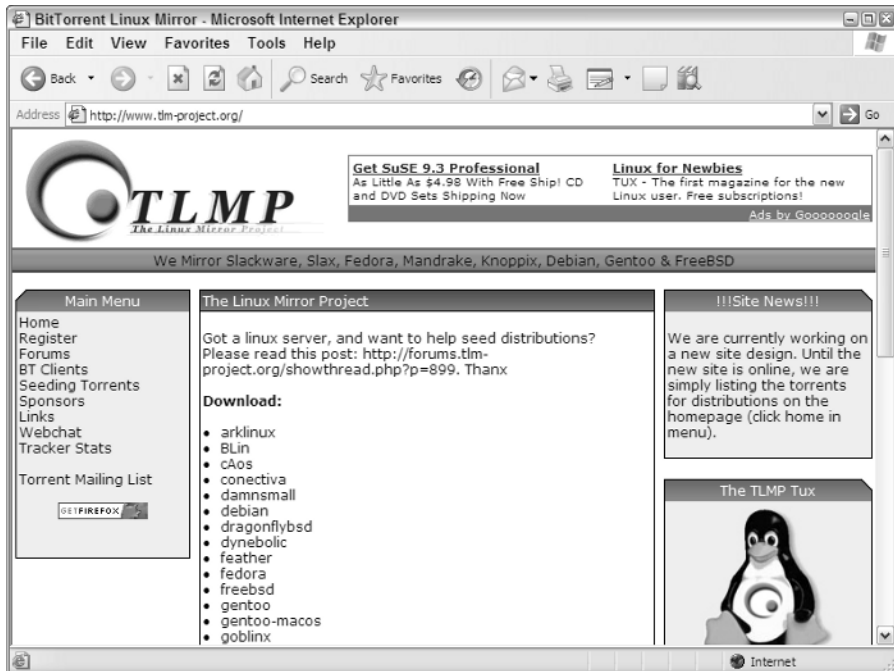 BitTorrent Linux Mirror - Microsoft Internet Explorer
File Edit View Favorites Tools Help
Back Search Favorites
Address http://www.tlm-project.org/ Go
TLMP
The Linux Mirror Project
Get SuSE 9.3 Professional
As Little As $4.98 With Free Ship! CD
and DVD Sets Shipping Now
Linux for Newbies
TUX - The first magazine for the new
Linux user. Free subscriptions!
Ads by Goooooogle
We Mirror Slackware, Slax, Fedora, Mandrake, Knoppix, Debian, Gentoo & FreeBSD
Main Menu
Home
Register
Forums
BT Clients
Seeding Torrents
Sponsors
Links
Webchat
Tracker Stats
Torrent Mailing List
GETFIREFOX
The Linux Mirror Project
Got a linux server, and want to help seed distributions?
Please read this post: http://forums.tlm-
project.org/showthread.php?p=899. Thanx
Download:
• arklinux
• BLin
• cAos
• conectiva
• damnsmall
• debian
• dragonflybsd
• dynebolic
• feather
• fedora
• freebsd
• gentoo
• gentoo-macos
• goblinx
!!!Site News!!!
We are currently working on
a new site design. Until the
new site is online, we are
simply listing the torrents
for distributions on the
homepage (click home in
menu).
The TLMP Tux
Internet